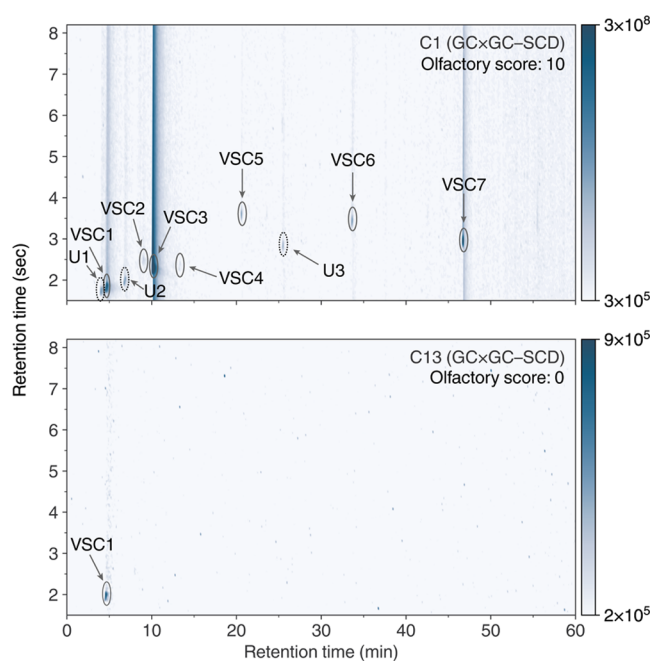 C1 (GC×GC–SCD)
Olfactory score: 10
3×10⁸
3×10⁵
8
7
6
5
4
3
2
VSC1
U1
VSC2
VSC3
U2
VSC4
VSC5
U3
VSC6
VSC7
Retention time (sec)
C13 (GC×GC–SCD)
Olfactory score: 0
9×10⁵
2×10⁵
8
7
6
5
4
3
2
VSC1
0 10 20 30 40 50 60
Retention time (min)